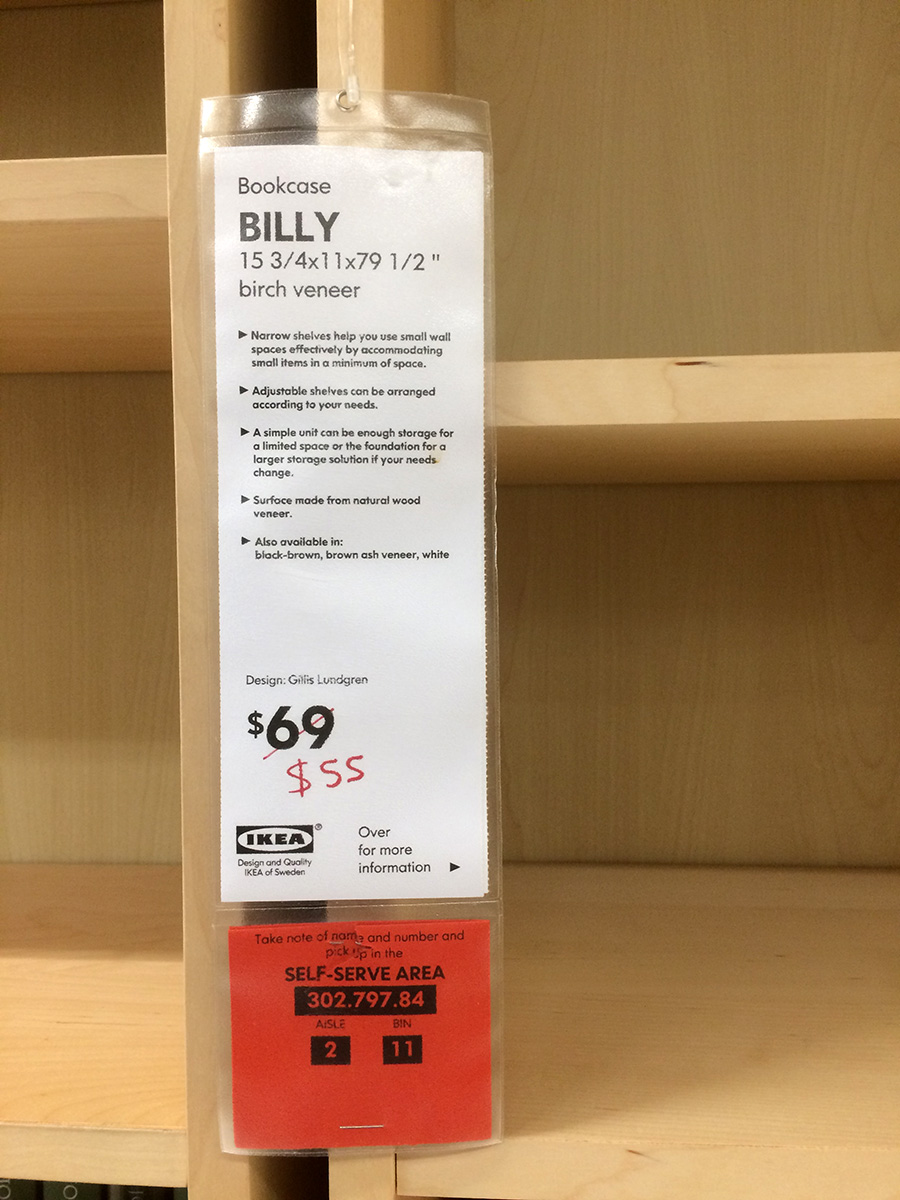 Bookcase
BILLY
15 3/4x11x79 1/2 "
birch veneer
► Narrow shelves help you use small wall
spaces effectively by accommodating
small items in a minimum of space.
► Adjustable shelves can be arranged
according to your needs.
► A simple unit can be enough storage for
a limited space or the foundation for a
larger storage solution if your needs
change.
► Surface made from natural wood
veneer.
► Also available in:
black-brown, brown ash veneer, white
Design: Gillis Lundgren
$69
$55
IKEA®
Design and Quality
IKEA of Sweden
Over
for more
information ►
Take note of name and number and
pick up in the
SELF-SERVE AREA
302.797.84
AISLE BIN
2 11